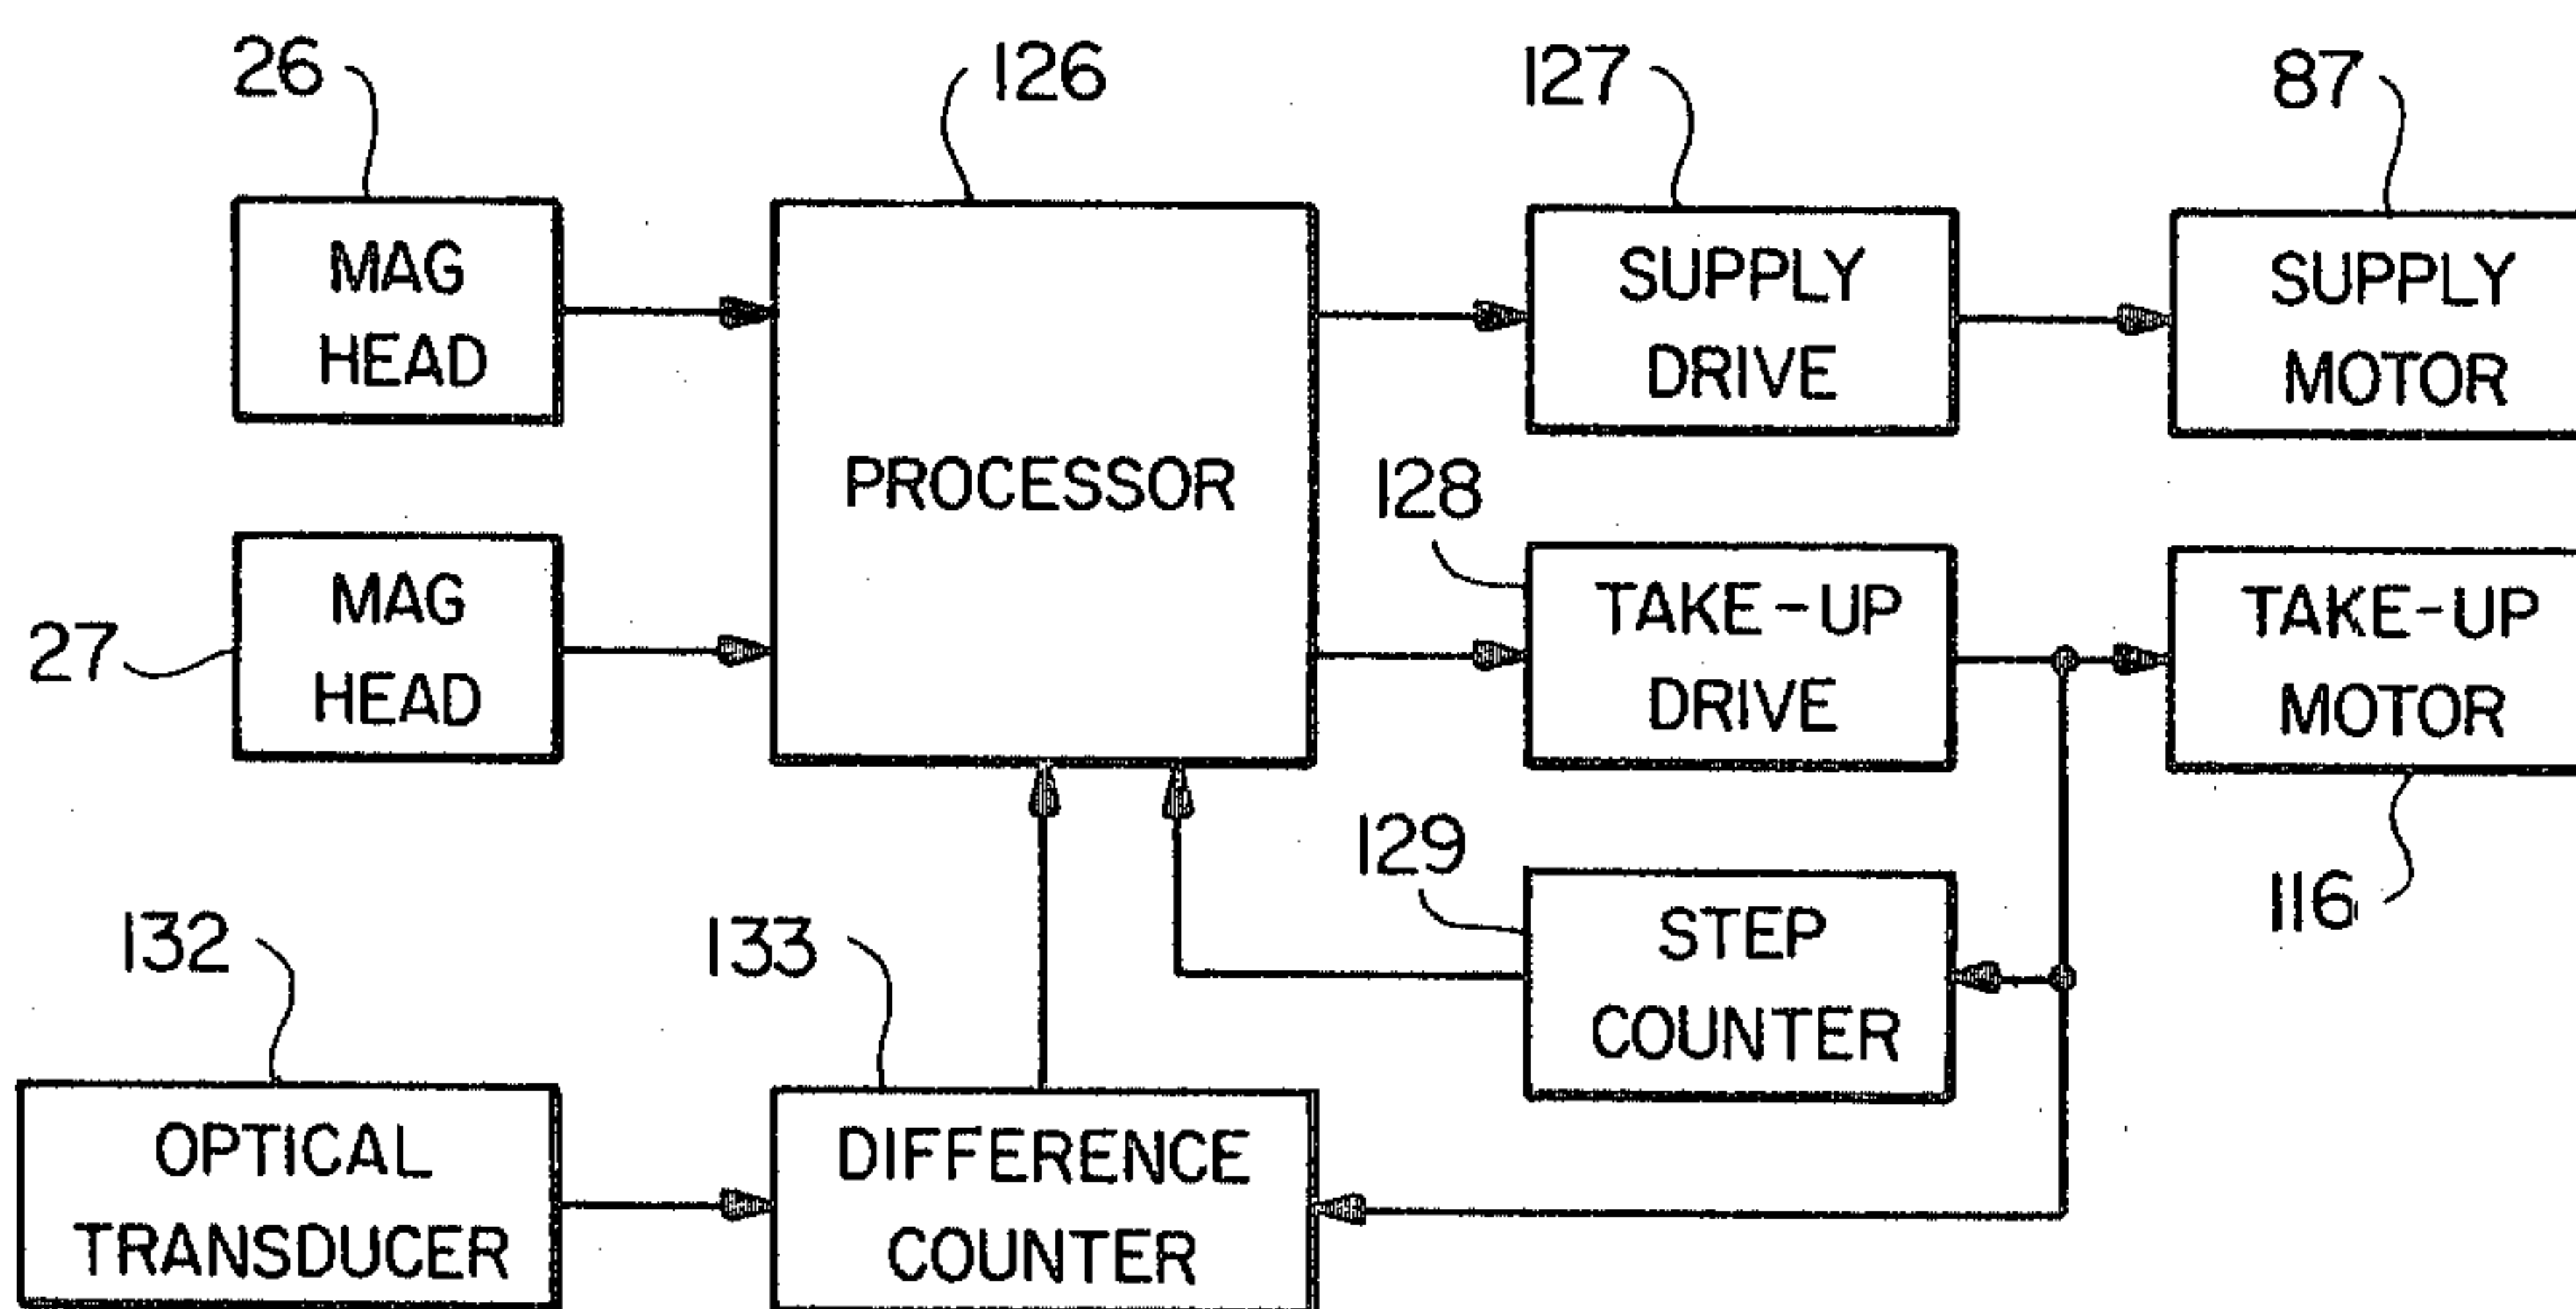 26
126
127
87
MAG
HEAD
PROCESSOR
SUPPLY
DRIVE
SUPPLY
MOTOR
27
MAG
HEAD
128
TAKE-UP
DRIVE
TAKE-UP
MOTOR
129
116
STEP
COUNTER
132
133
OPTICAL
TRANSDUCER
DIFFERENCE
COUNTER